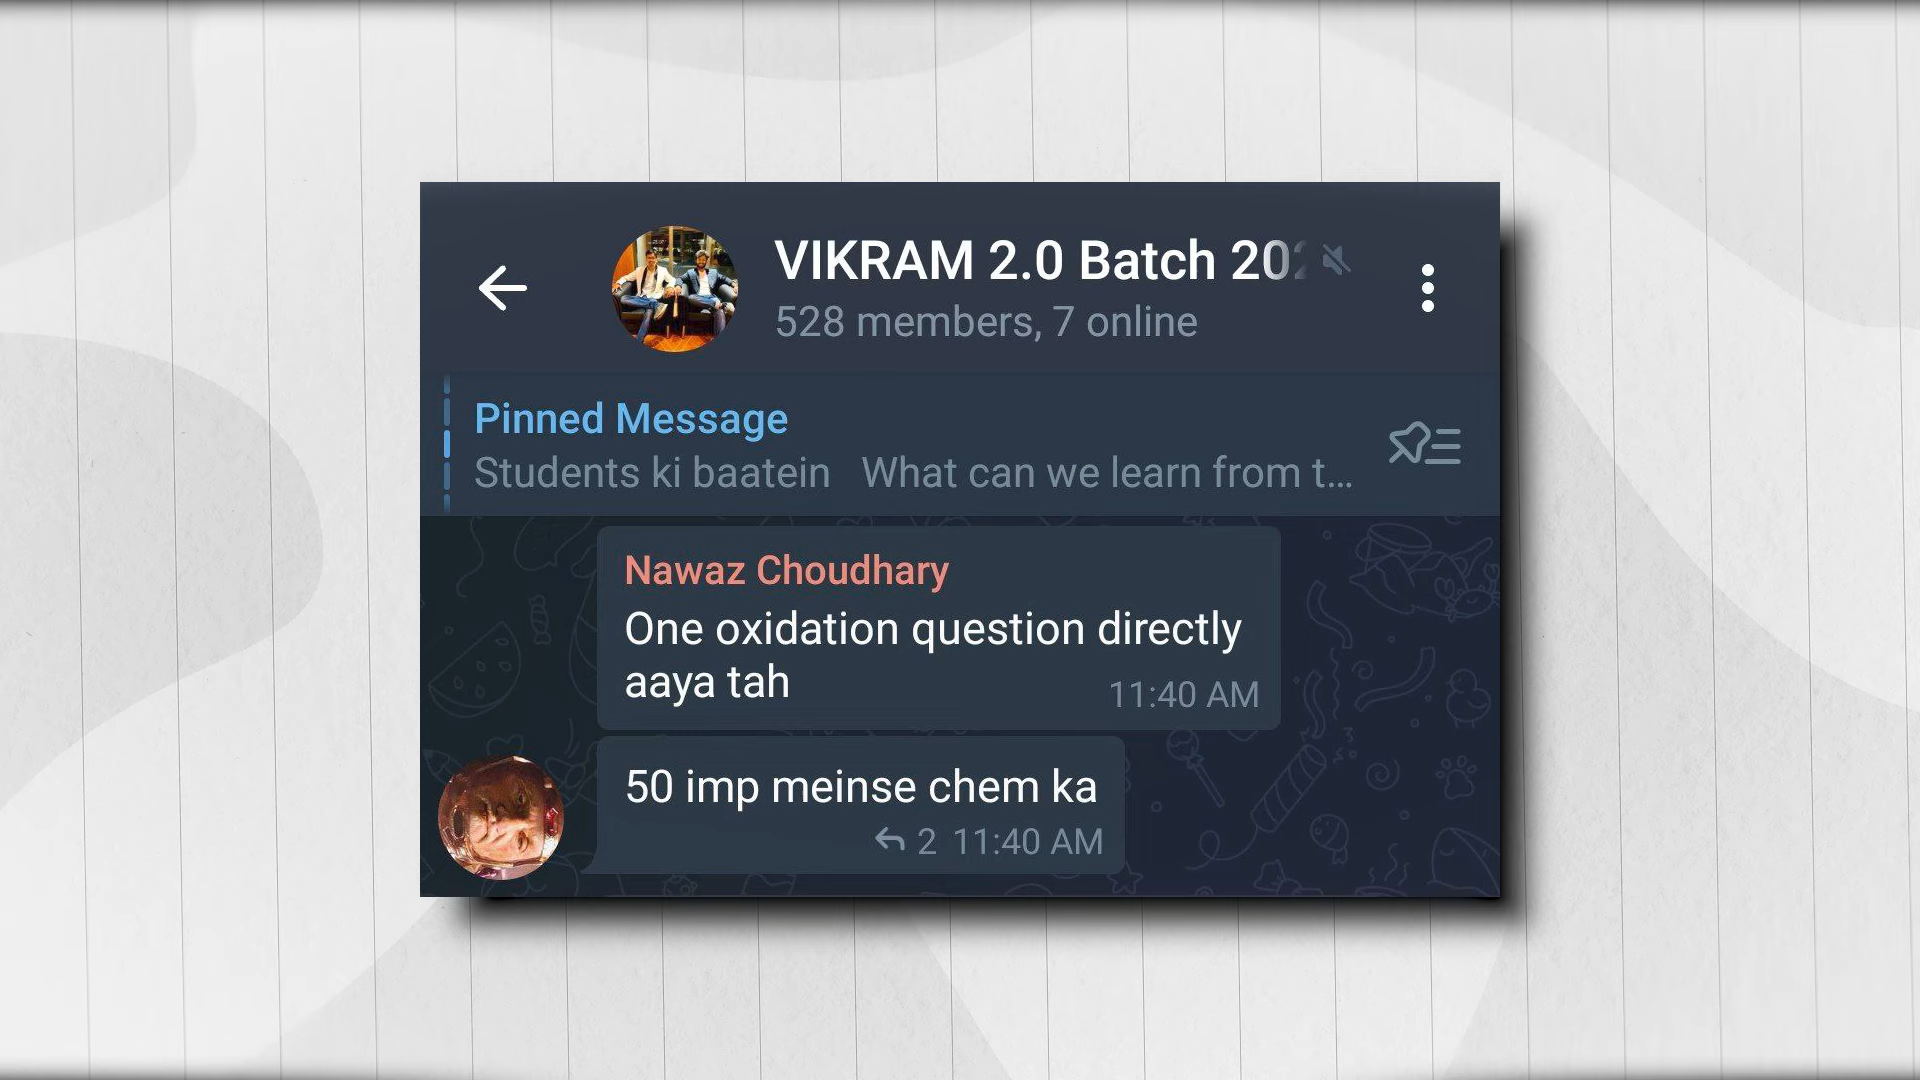 VIKRAM 2.0 Batch 202
528 members, 7 online
Pinned Message
Students ki baatein What can we learn from t...
Nawaz Choudhary
One oxidation question directly
aaya tah
11:40 AM
50 imp meinse chem ka
2 11:40 AM